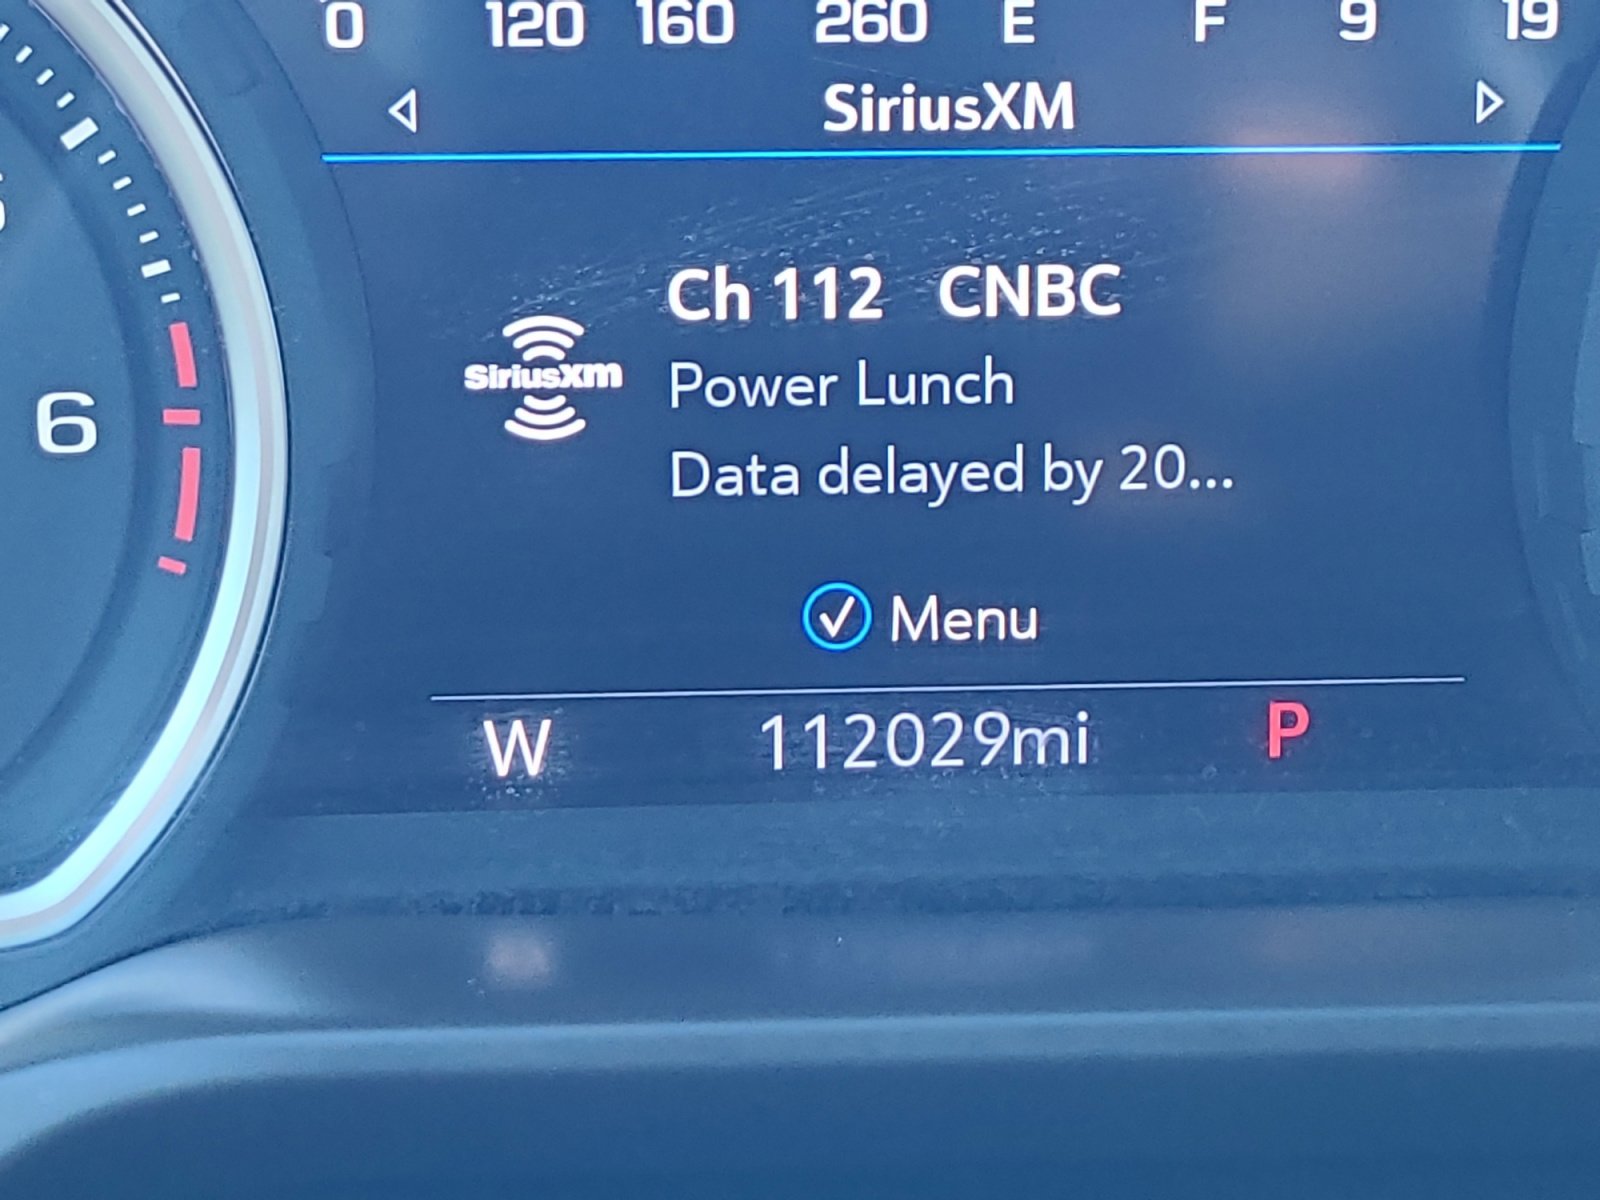 0 120 160 260 E F 9 19
SiriusXM
Ch 112 CNBC
SiriusXM
Power Lunch
Data delayed by 20...
6
Menu
W 112029mi P